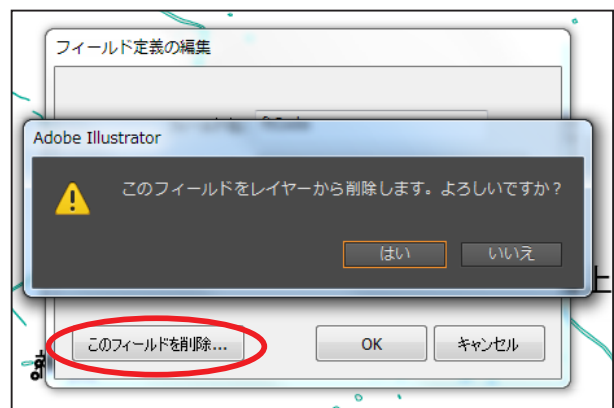 フィールド定義の編集
Adobe Illustrator
このフィールドをレイヤーから削除します。よろしいですか?
はい
いいえ
上
このフィールドを削除...
OK
キャンセル